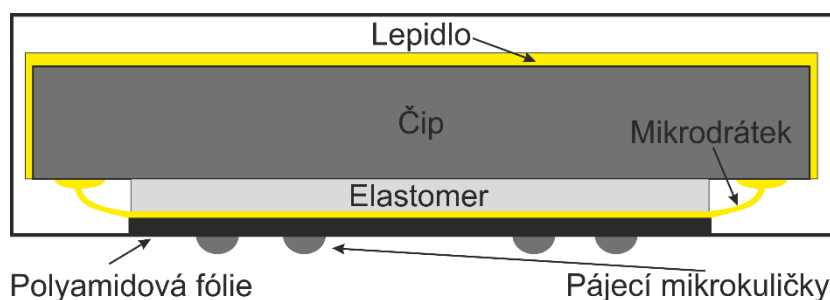 Lepidlo
Čip
Mikrodrátek
Elastomer
Polyamidová fólie
Pájecí mikrokuličky